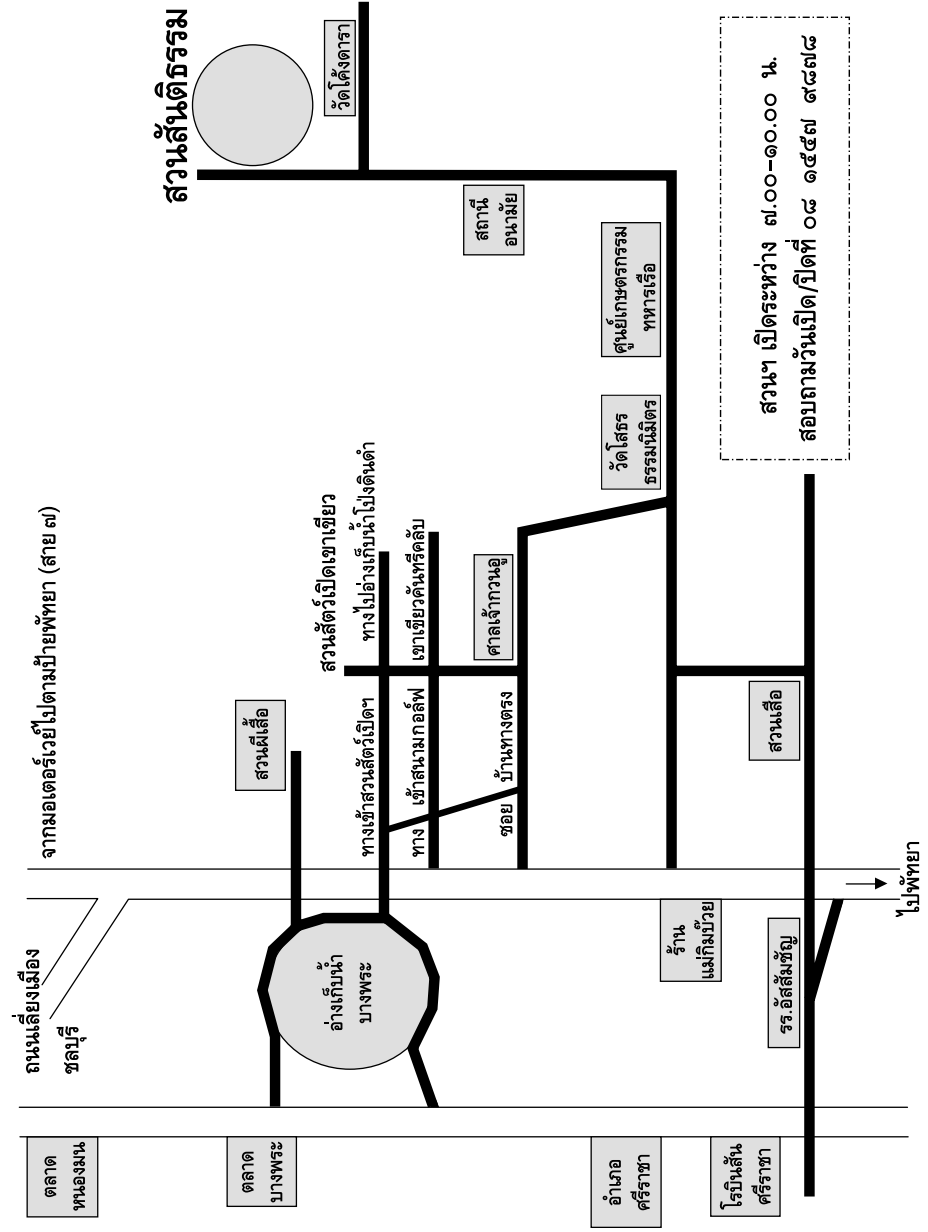 สวนสันติธรรม
วัดโค้งดารา
สถานี
อนามัย
ศูนย์เกษตรกรรม
ทหารเรือ
วัดโสธร
ธรรมนิมิตร
สวนฯ เปิดระหว่าง ๗.๐๐-๑๐.๐๐ น.
สอบถามวันเปิด/ปิดที่ ๐๘ ๑๕๕๗ ๙๘๗๘
จากมอเตอร์เวย์ไปตามป้ายพัทยา (สาย ๗)
สวนสัตว์เปิดเขาเขียว
ทางไปอ่างเก็บน้ำโป่งดินดำ
เขาเขียวคันทรีคลับ
ศาลเจ้ากวนอู
สวนผีเสื้อ
ทางเข้าสวนสัตว์เปิดฯ
ทาง เข้าสนามกอล์ฟ
ซอย บ้านทางตรง
สวนเสือ
ไปพัทยา
ถนนเลี่ยงเมือง
ชลบุรี
อ่างเก็บน้ำ
บางพระ
ร้าน
แม่กิมบ๊วย
รร.อัสสัมชัญ
ตลาด
หนองมน
ตลาด
บางพระ
อำเภอ
ศรีราชา
โรบินสัน
ศรีราชา